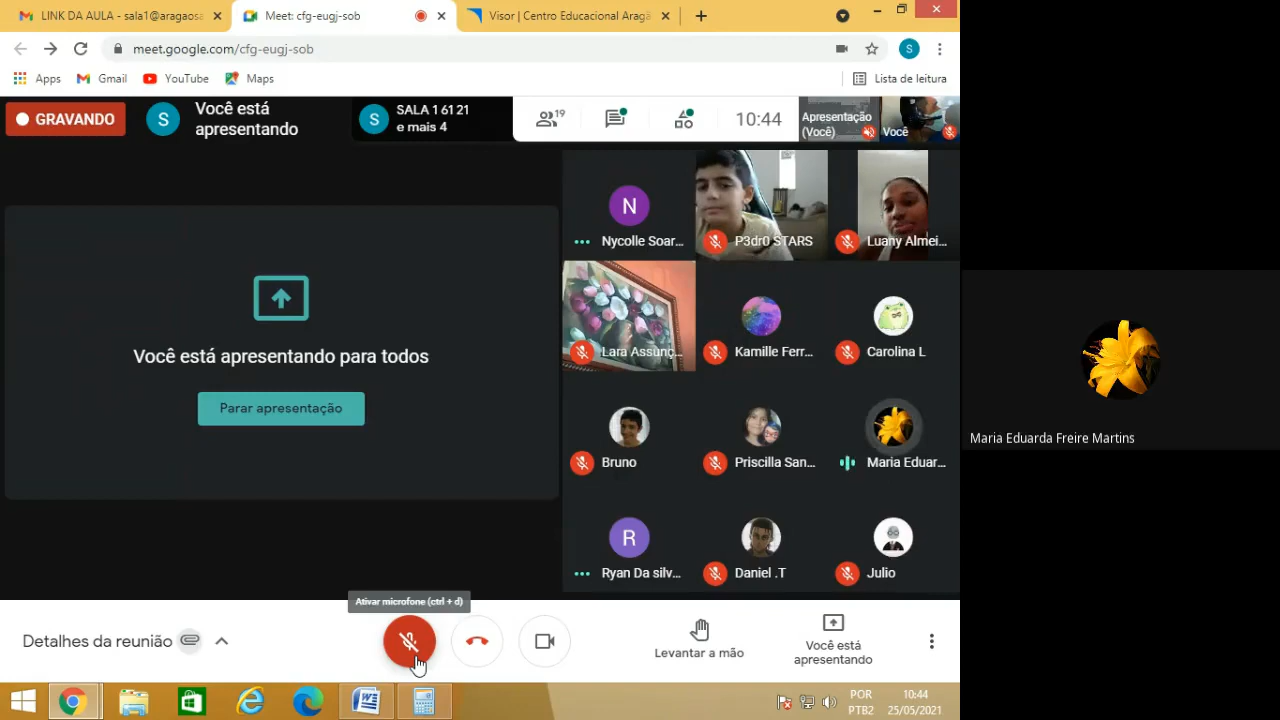 LINK DA AULA - sala1@aragaosa
Meet: cfg-eugj-sob
Visor | Centro Educacional Aragã
meet.google.com/cfg-eugj-sob
S
Apps
Gmail
YouTube
Maps
Lista de leitura
GRAVANDO
S
Você está
apresentando
S
SALA 1 61 21
e mais 4
19
10:44
Apresentação
(Você)
Você
N
Nycolle Soar...
P3dr0 STARS
Luany Almei...
Você está apresentando para todos
Parar apresentação
Lara Assunç...
Kamille Ferr...
Carolina L
Bruno
Priscilla San...
Maria Eduar...
Maria Eduarda Freire Martins
R
Ryan Da silv...
Daniel .T
Julio
Ativar microfone (ctrl + d)
Detalhes da reunião
Levantar a mão
Você está
apresentando
POR
PTB2
10:44
25/05/2021